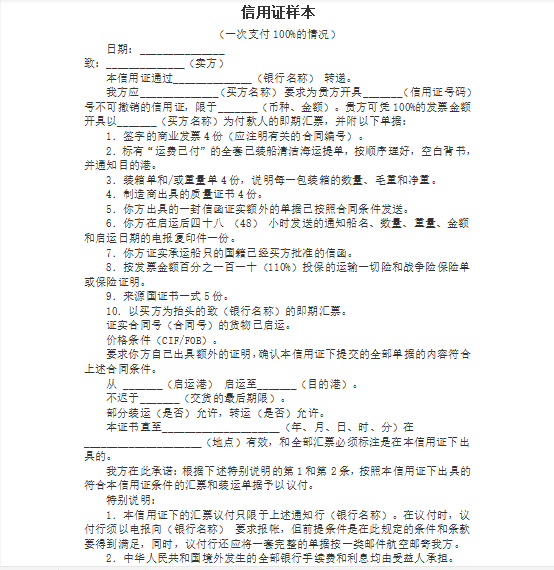 信用证样本
（一次支付100%的情况）
日期：_______________
致：_____________（卖方）
本信用证通过_____________（银行名称） 转递。
我方应_____________（买方名称）要求为贵方开具_______（信用证号码）
号不可撤销的信用证，限于_______（币种、金额）。贵方可凭100%的发票金额
开具以_______（买方名称）为付款人的即期汇票，并附以下单据：
1．签字的商业发票4份（应注明有关的合同编号）。
2．标有“运费已付”的全套已装船清洁海运提单，按顺序理好，空白背书，
并通知目的港。
3．装箱单和/或重量单4份，说明每一包装箱的数量、毛重和净重。
4．制造商出具的质量证书4份。
5．你方出具的一封信函证实额外的单据已按照合同条件发送。
6．你方在启运后四十八 （48） 小时发送的通知船名、数量、重量、金额
和启运日期的电报复印件一份。
7．你方证实承运船只的国籍已经买方批准的信函。
8．按发票金额百分之一百一十（110%）投保的运输一切险和战争险保险单
或保险证明。
9．来源国证书一式5份。
10．以买方为抬头的致（银行名称）的即期汇票。
证实合同号（合同号）的货物已启运。
价格条件（CIF/FOB）。
要求你方自己出具额外的证明，确认本信用证下提交的全部单据的内容符合
上述合同条件。
从 _______（启运港） 启运至_______（目的港）。
不迟于_______（交货的最后期限）。
部分装运（是否）允许，转运（是否）允许。
本证书直至____________________（年、月、日、时、分）在
____________________（地点）有效，和全部汇票必须标注是在本信用证下出
具的。
我方在此承诺：根据下述特别说明的第1和第2条，按照本信用证下出具的
符合本信用证条件的汇票和装运单据予以议付。
特别说明：
1．本信用证下的汇票议付只限于上述通知行（银行名称）。在议付时，议
付行须以电报向（银行名称） 要求报帐，但前提条件是在此规定的条件和条款
要得到满足，同时，议付行还应将一套完整的单据按一类邮件航空邮寄我方。
2．中华人民共和国境外发生的全部银行手续费和利息均由受益人承担。